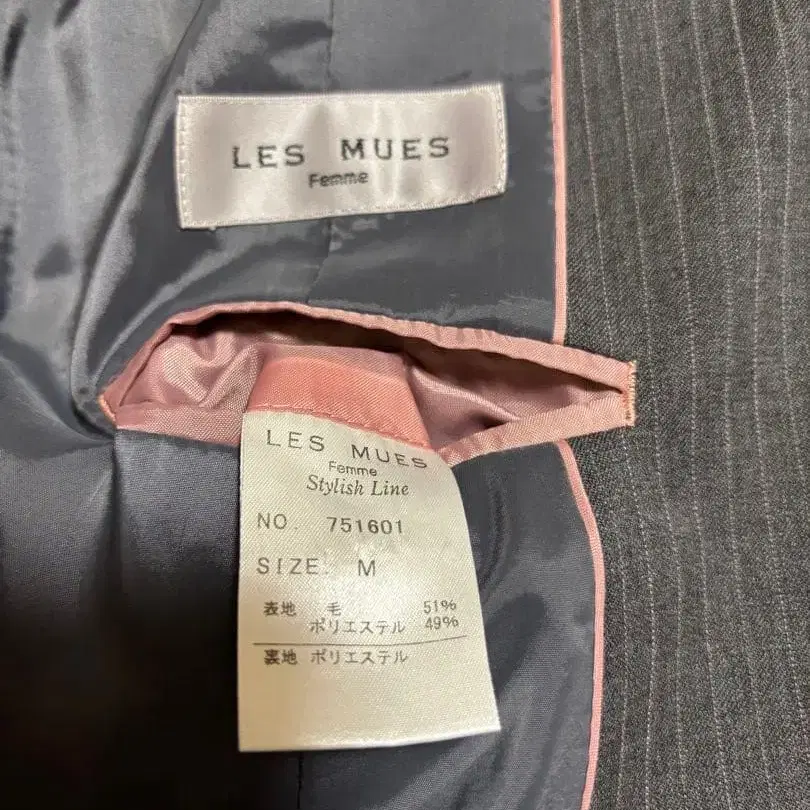 LES MUES
Femme
LES MUES
Femme
Stylish Line
NO. 751601
SIZE. M
表地 毛 51%
ポリエステル 49%
裏地 ポリエステル